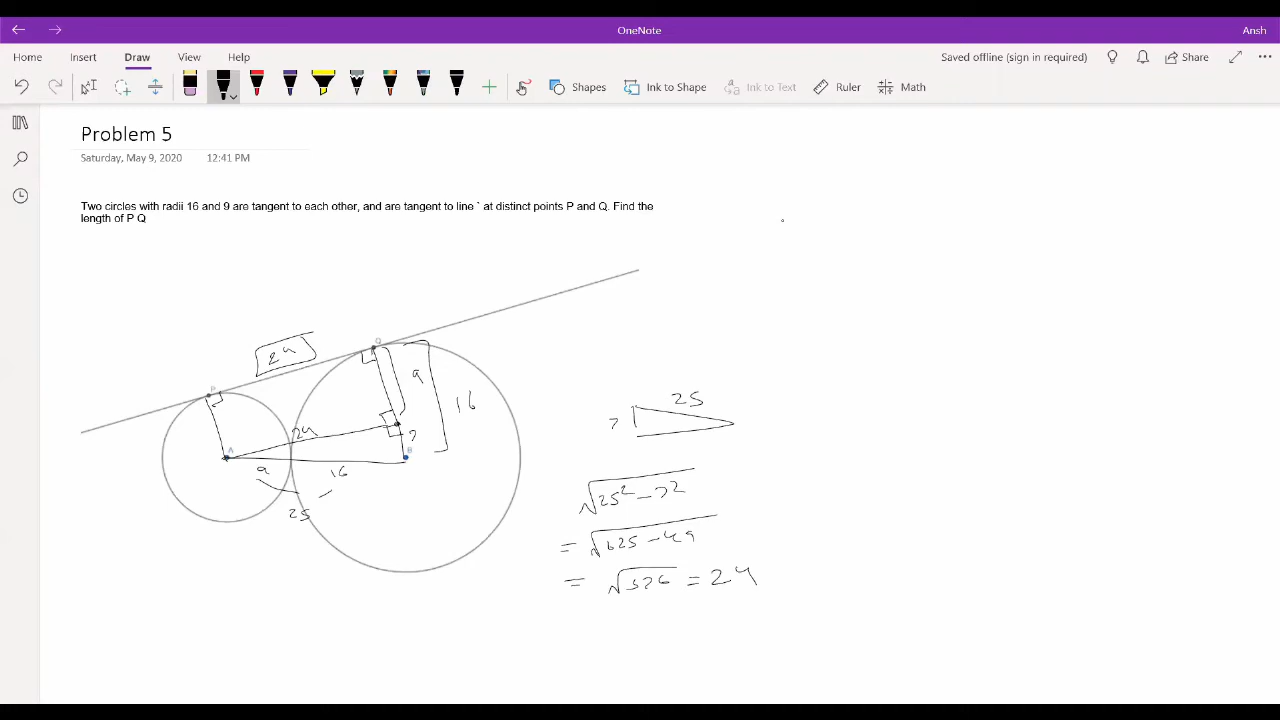 OneNote
Ansh
Home Insert Draw View Help
Saved offline (sign in required) Share
Shapes Ink to Shape Ink to Text Ruler Math
Problem 5
Saturday, May 9, 2020 12:41 PM
Two circles with radii 16 and 9 are tangent to each other, and are tangent to line ` at distinct points P and Q. Find the
length of P Q
24
Q
P
9
16
24
7
A
B
9
16
25
25
7
√25² - 7²
= √625 - 49
= √576 = 24